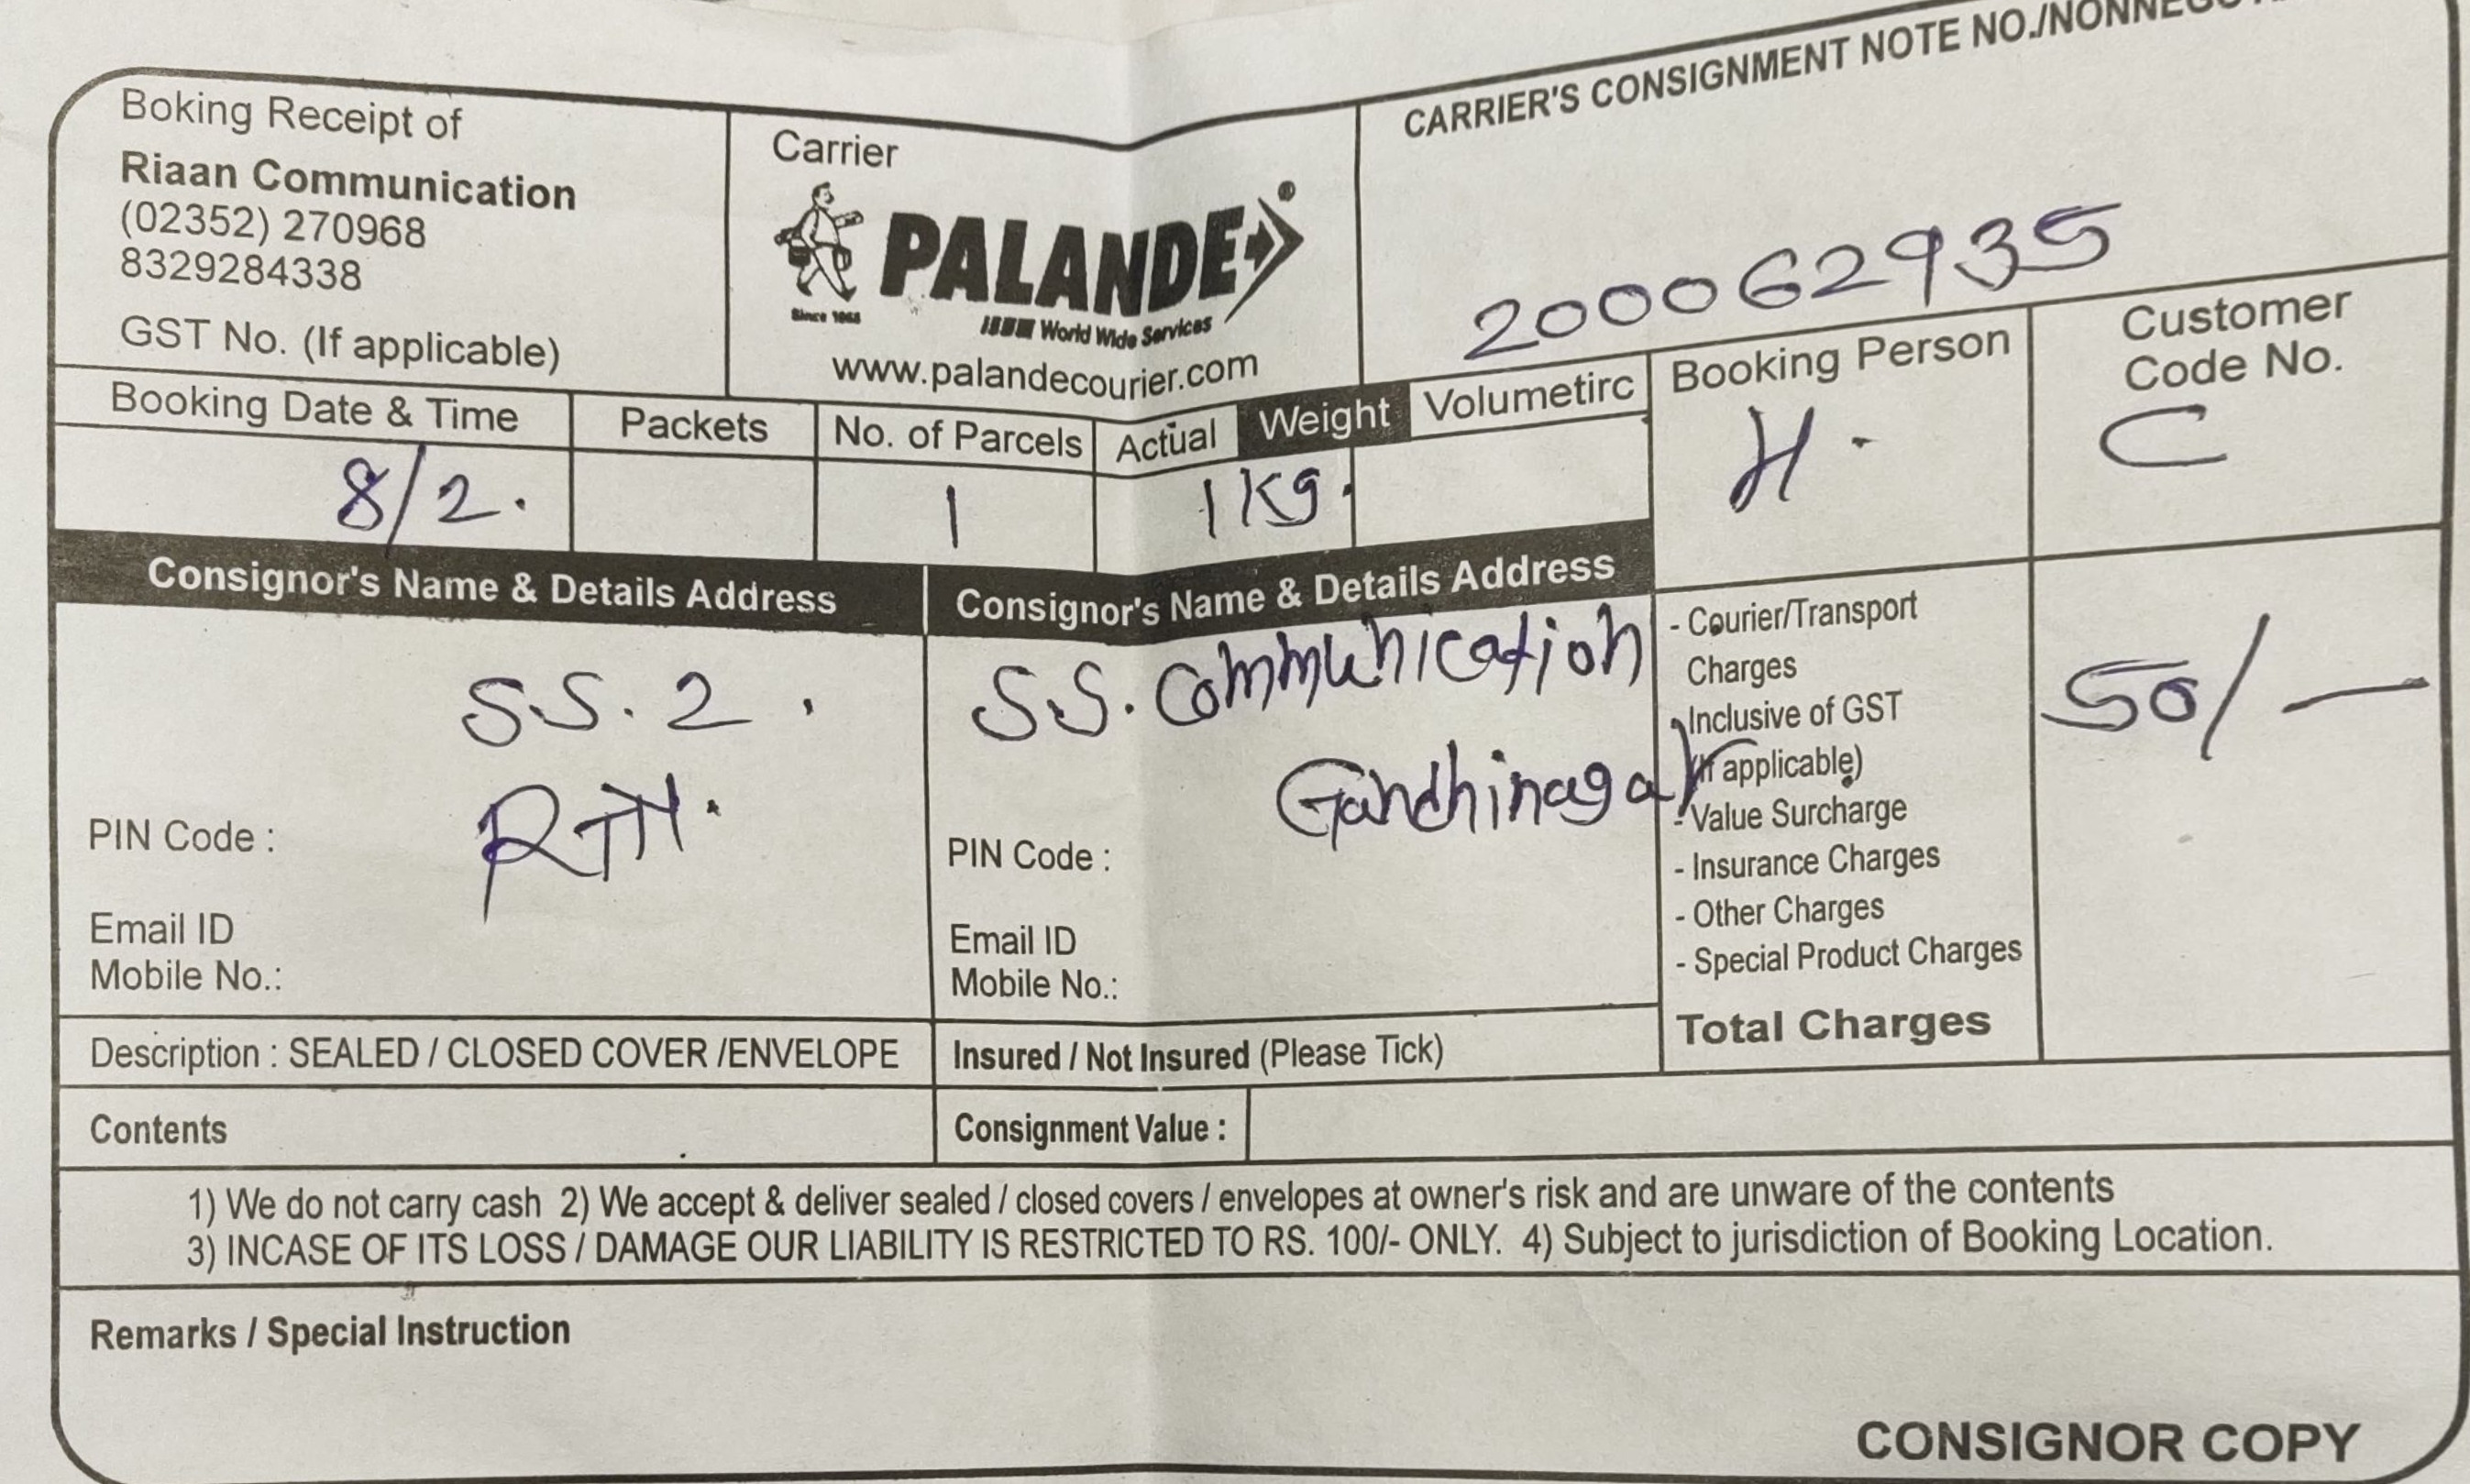 Boking Receipt of
Riaan Communication
(02352) 270968
8329284338
GST No. (If applicable)
Carrier
PALANDE
®
Since 1968
World Wide Services
www.palandecourier.com
CARRIER'S CONSIGNMENT NOTE NO./
200062935
Booking Date & Time
8/2.
Packets
No. of Parcels
1
Actual Weight Volumetirc
1 Kg.
Booking Person
H.
Customer
Code No.
C
Consignor's Name & Details Address
S.S. 2.
RTN.
PIN Code :
Email ID
Mobile No.:
Consignor's Name & Details Address
S.S. Communication
Gandhinagar
PIN Code :
Email ID
Mobile No.:
- Courier/Transport
Charges
Inclusive of GST
(If applicable)
- Value Surcharge
- Insurance Charges
- Other Charges
- Special Product Charges
Total Charges
50/-
Description : SEALED / CLOSED COVER /ENVELOPE
Insured / Not Insured (Please Tick)
Contents
Consignment Value :
1) We do not carry cash 2) We accept & deliver sealed / closed covers / envelopes at owner's risk and are unware of the contents
3) INCASE OF ITS LOSS / DAMAGE OUR LIABILITY IS RESTRICTED TO RS. 100/- ONLY. 4) Subject to jurisdiction of Booking Location.
Remarks / Special Instruction
CONSIGNOR COPY